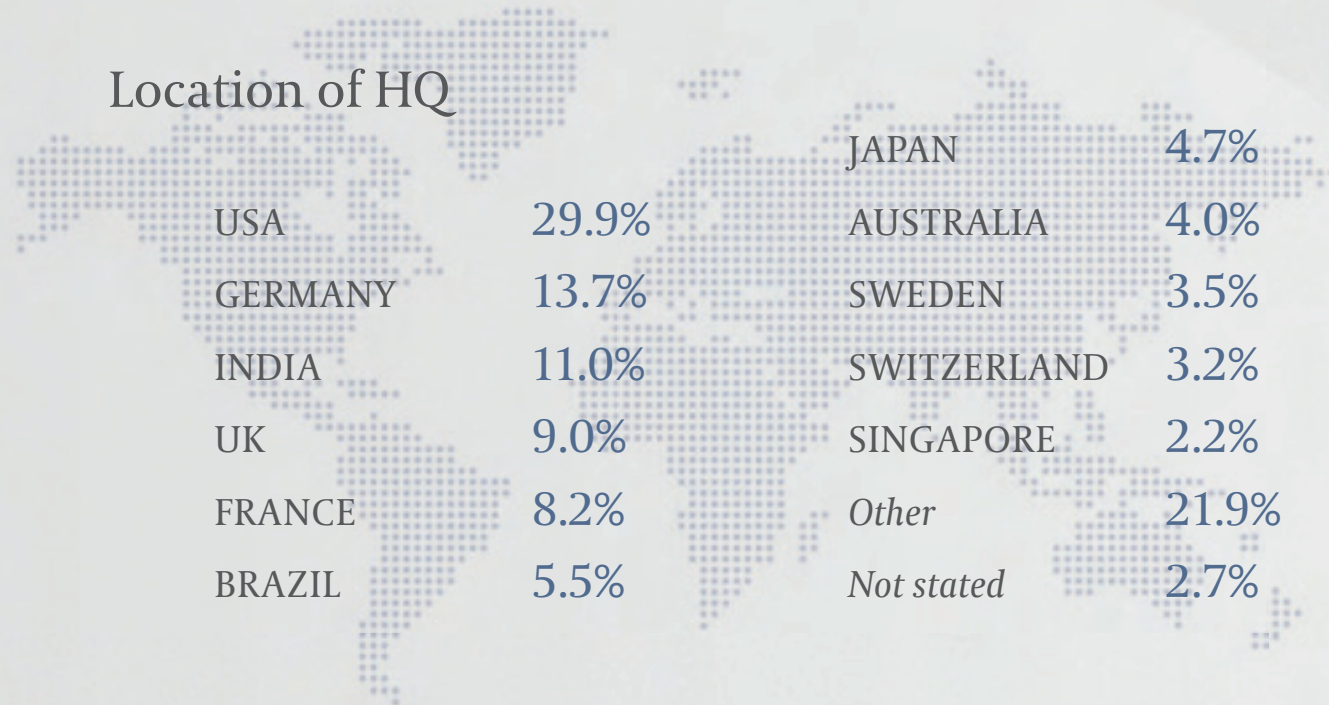 Location of HQ
USA 29.9%
GERMANY 13.7%
INDIA 11.0%
UK 9.0%
FRANCE 8.2%
BRAZIL 5.5%
JAPAN 4.7%
AUSTRALIA 4.0%
SWEDEN 3.5%
SWITZERLAND 3.2%
SINGAPORE 2.2%
Other 21.9%
Not stated 2.7%